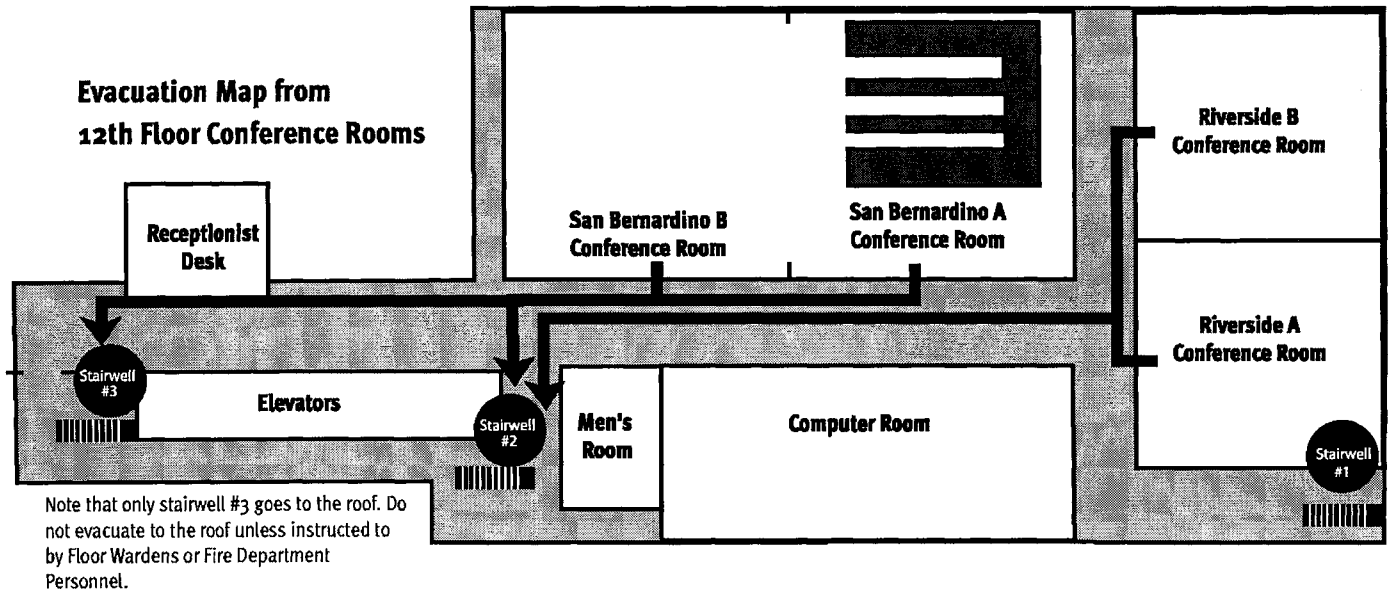 Evacuation Map from
12th Floor Conference Rooms
Receptionist
Desk
San Bernardino B
Conference Room
San Bernardino A
Conference Room
Riverside B
Conference Room
Riverside A
Conference Room
Stairwell
#3
Elevators
Stairwell
#2
Men's
Room
Computer Room
Stairwell
#1
Note that only stairwell #3 goes to the roof. Do
not evacuate to the roof unless instructed to
by Floor Wardens or Fire Department
Personnel.